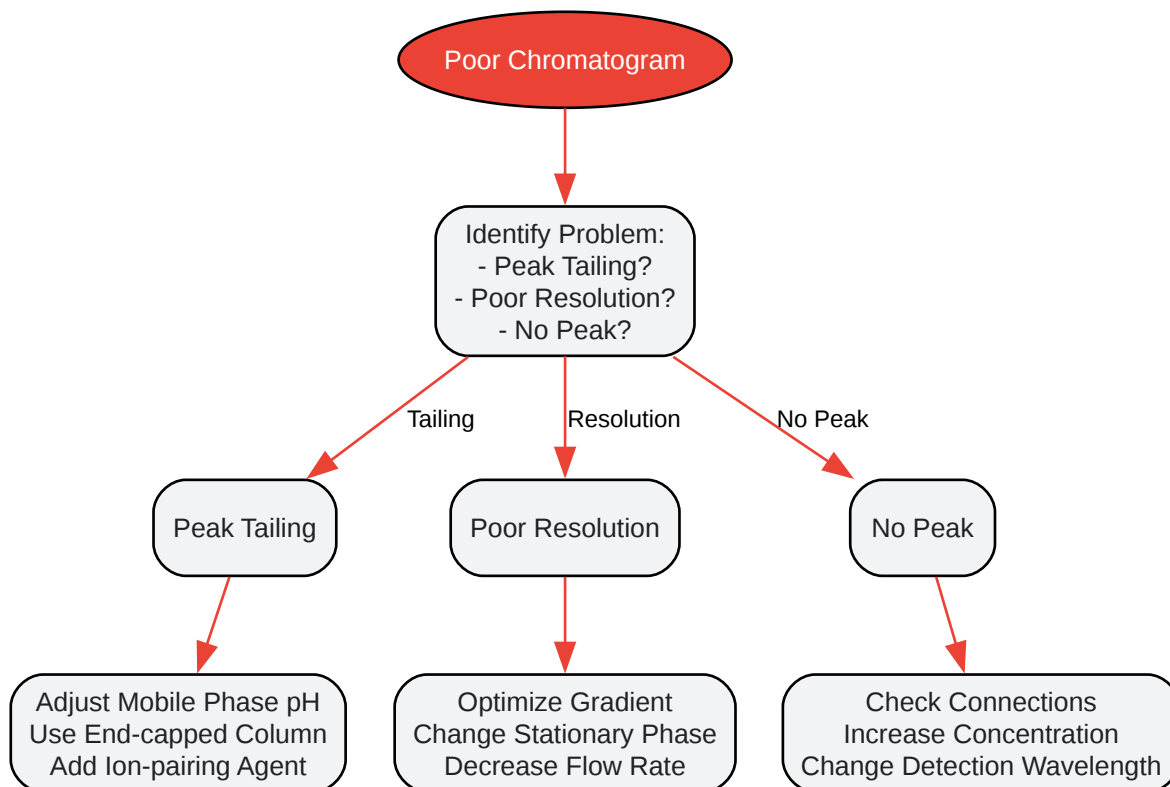 Poor Chromatogram
Identify Problem:
- Peak Tailing?
- Poor Resolution?
- No Peak?
Tailing
Resolution
No Peak
Peak Tailing
Poor Resolution
No Peak
Adjust Mobile Phase pH
Use End-capped Column
Add Ion-pairing Agent
Optimize Gradient
Change Stationary Phase
Decrease Flow Rate
Check Connections
Increase Concentration
Change Detection Wavelength